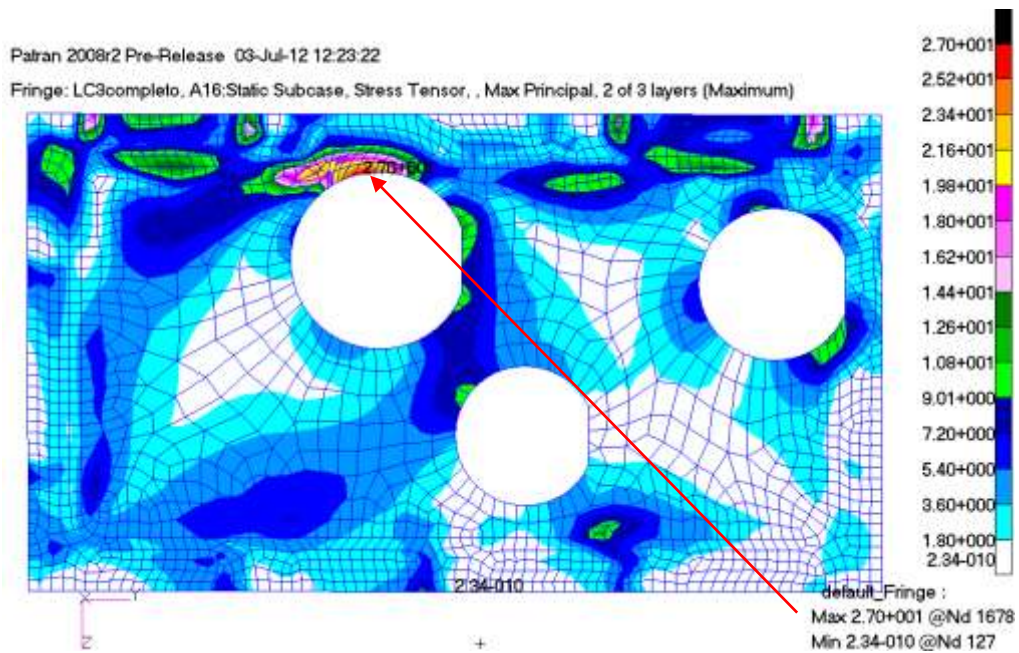 Patran 2008r2 Pre-Release 03-Jul-12 12:23:22
Fringe: LC3completo, A16:Static Subcase, Stress Tensor, , Max Principal, 2 of 3 layers (Maximum)
2.70+001
2.52+001
2.34+001
2.16+001
1.98+001
1.80+001
1.62+001
1.44+001
1.26+001
1.08+001
9.01+000
7.20+000
5.40+000
3.60+000
1.80+000
2.34-010
2.34-010
X
Y
Z
default_Fringe :
Max 2.70+001 @Nd 1678
Min 2.34-010 @Nd 127